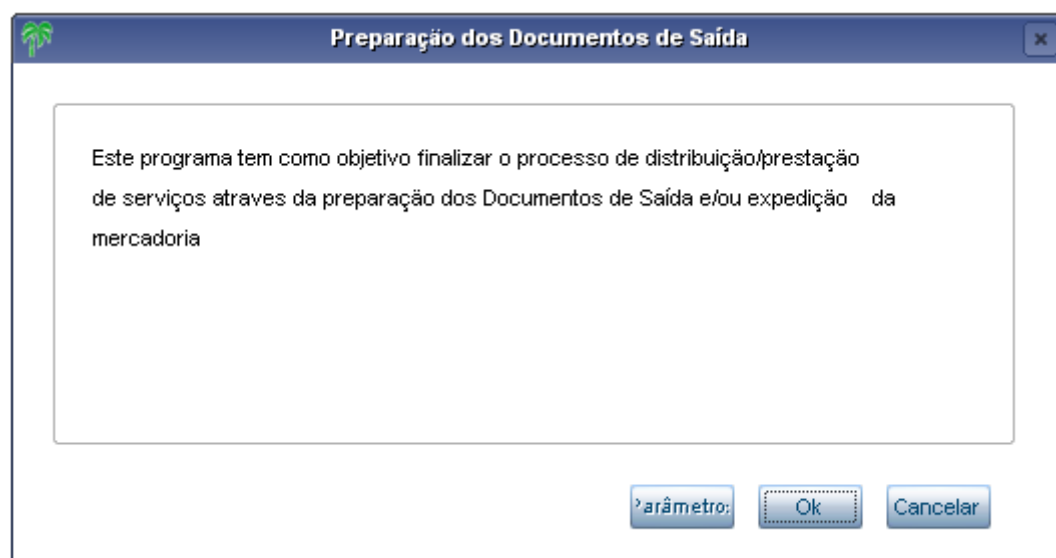 Preparação dos Documentos de Saída
Este programa tem como objetivo finalizar o processo de distribuição/prestação
de serviços atraves da preparação dos Documentos de Saída e/ou expedição da
mercadoria
Parâmetros
Ok
Cancelar